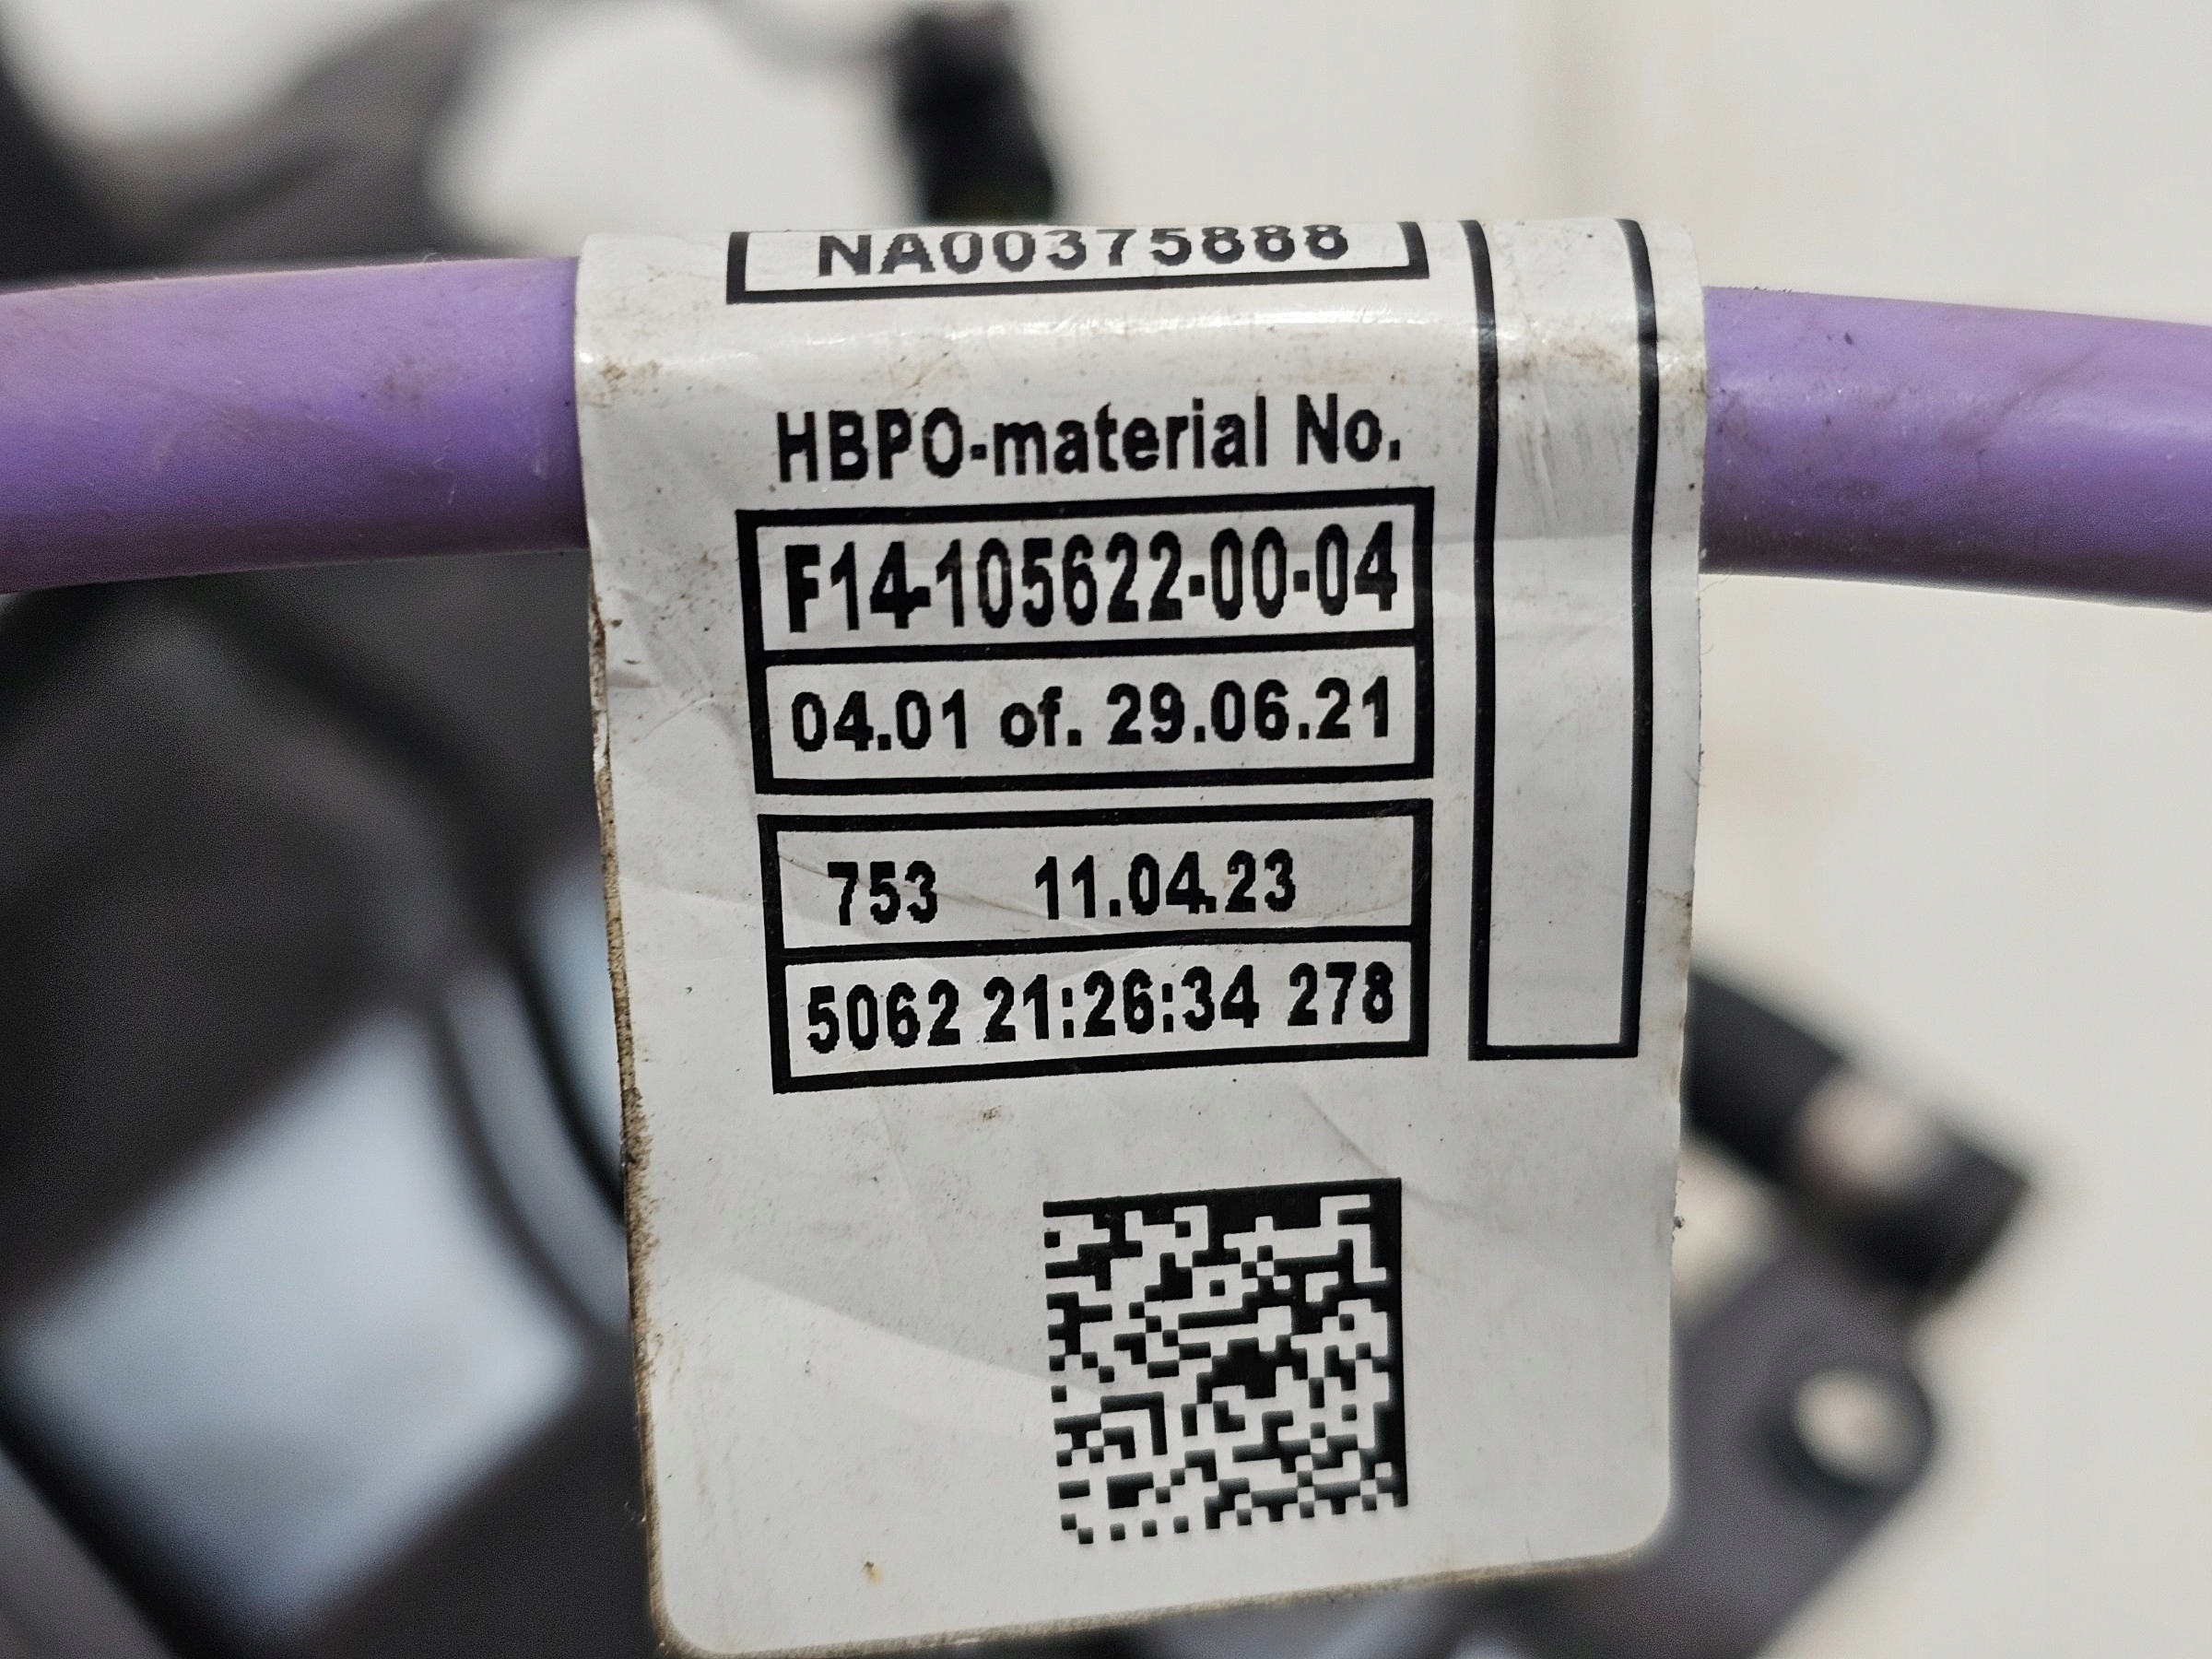 NA00375888
HBPO-material No.
F14-105622-00-04
04.01 of. 29.06.21
753 11.04.23
5062 21:26:34 278